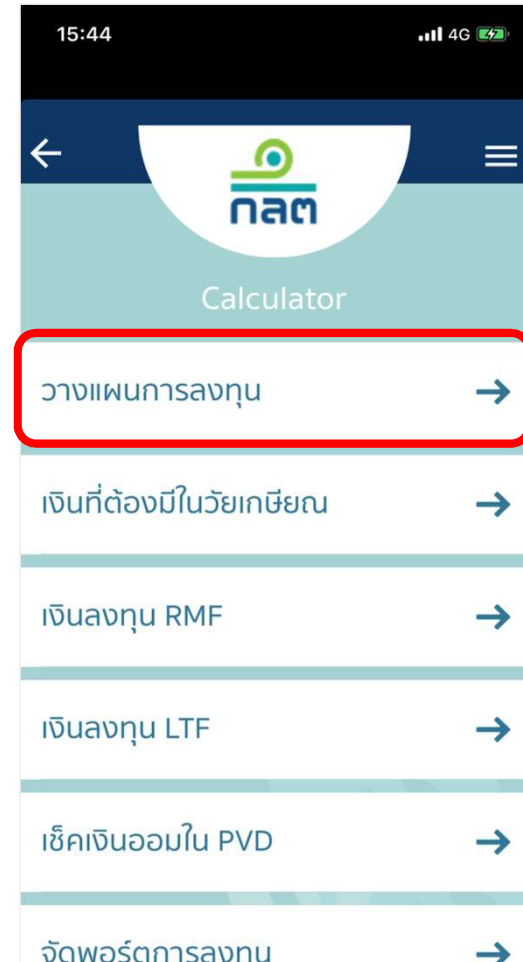 15:44
4G
กลต
Calculator
วางแผนการลงทุน
เงินที่ต้องมีในวัยเกษียณ
เงินลงทุน RMF
เงินลงทุน LTF
เช็คเงินออมใน PVD
จัดพอร์ตการลงทุน